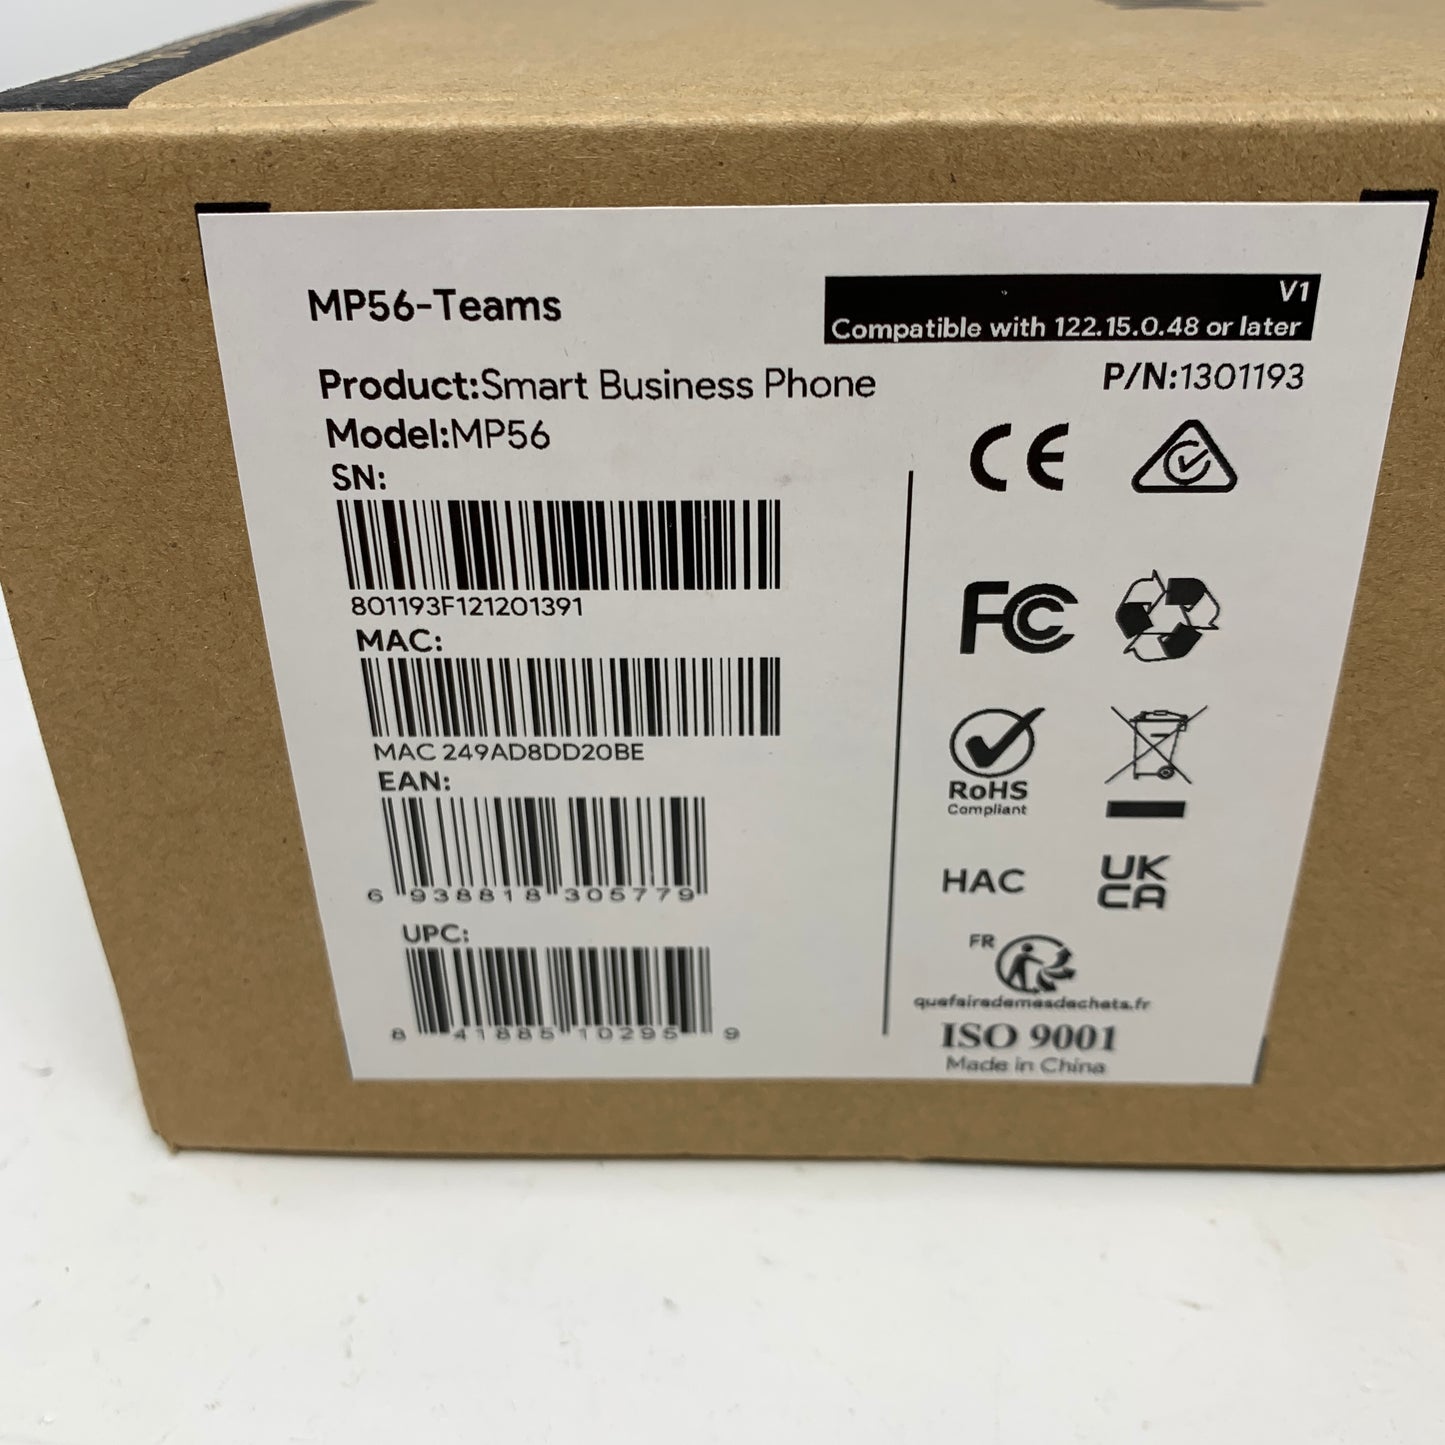 MP56-Teams
V1
Compatible with 122.15.0.48 or later
Product:Smart Business Phone
P/N:1301193
Model:MP56
SN:
801193F121201391
MAC:
MAC 249AD8DD20BE
EAN:
6 938818 305779
UPC:
8 41885 10295 9
CE
FC
RoHS
Compliant
HAC
UK
CA
FR
quefairedemesdechets.fr
ISO 9001
Made in China